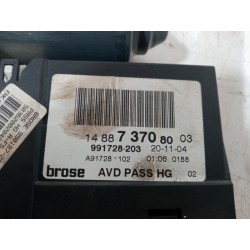 14 88 7 370 80 03
991728-203 20-11-04
A91728-102 01:06 0188
brose AVD PASS HG 02